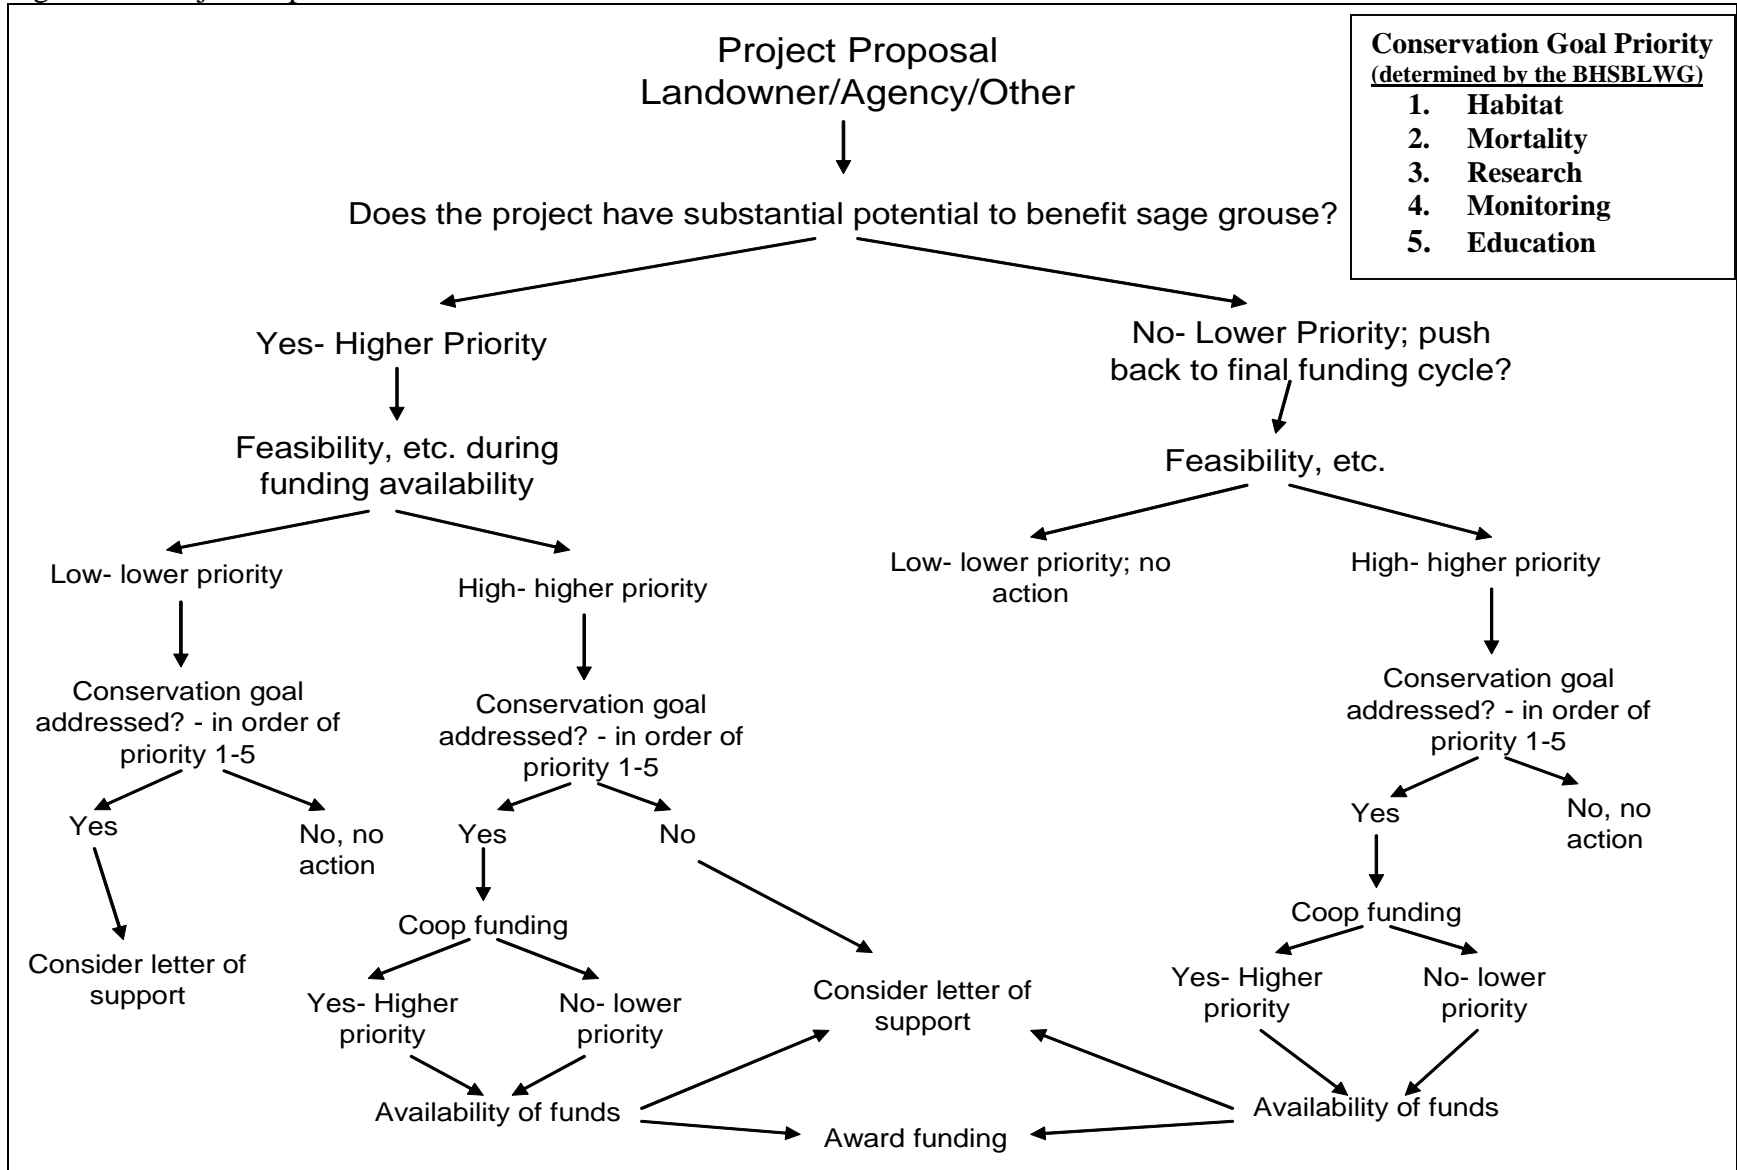 Project Proposal
Landowner/Agency/Other
Conservation Goal Priority
(determined by the BHSBLWG)
1. Habitat
2. Mortality
3. Research
4. Monitoring
5. Education
Does the project have substantial potential to benefit sage grouse?
Yes- Higher Priority
No- Lower Priority; push
back to final funding cycle?
Feasibility, etc. during
funding availability
Feasibility, etc.
Low- lower priority
High- higher priority
Low- lower priority; no
action
High- higher priority
Conservation goal
addressed? - in order of
priority 1-5
Conservation goal
addressed? - in order of
priority 1-5
Conservation goal
addressed? - in order of
priority 1-5
Yes
No, no
action
Yes
No
Yes
No, no
action
Coop funding
Coop funding
Consider letter of
support
Yes- Higher
priority
No- lower
priority
Consider letter of
support
Yes- Higher
priority
No- lower
priority
Availability of funds
Availability of funds
Award funding